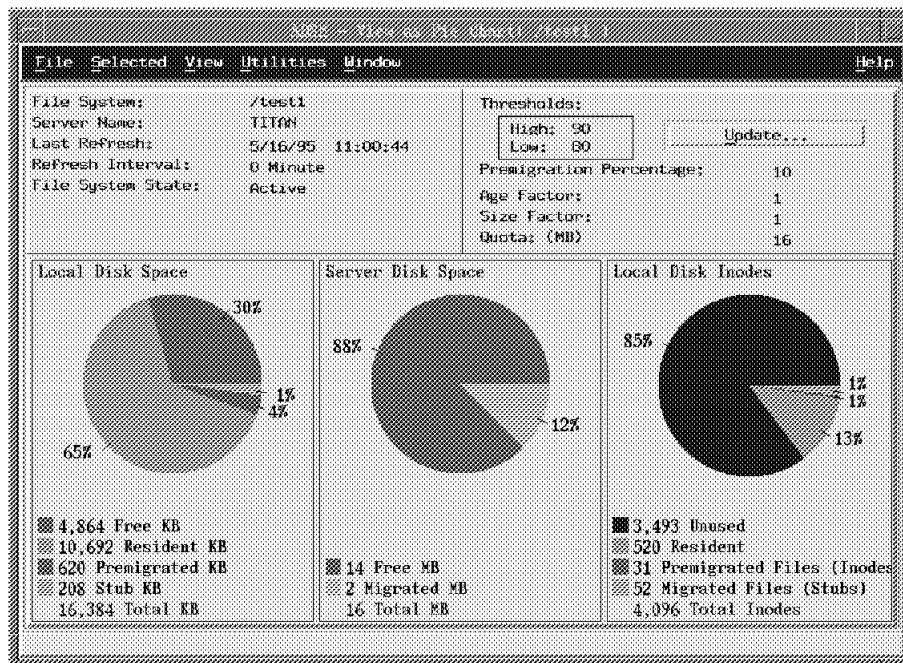 - View as Pie Chart( /test1 )
File Selected View Utilities Window Help
File System: /test1
Server Name: TITAN
Last Refresh: 5/16/95 11:00:44
Refresh Interval: 0 Minute
File System State: Active
Thresholds:
High: 90
Low: 80
Update...
Premigration Percentage: 10
Age Factor: 1
Size Factor: 1
Quota: (MB) 16
Local Disk Space
30%
1%
4%
65%
4,864 Free KB
10,692 Resident KB
620 Premigrated KB
208 Stub KB
16,384 Total KB
Server Disk Space
88%
12%
14 Free MB
2 Migrated MB
16 Total MB
Local Disk Inodes
85%
1%
1%
13%
3,493 Unused
520 Resident
31 Premigrated Files (Inodes
52 Migrated Files (Stubs)
4,096 Total Inodes